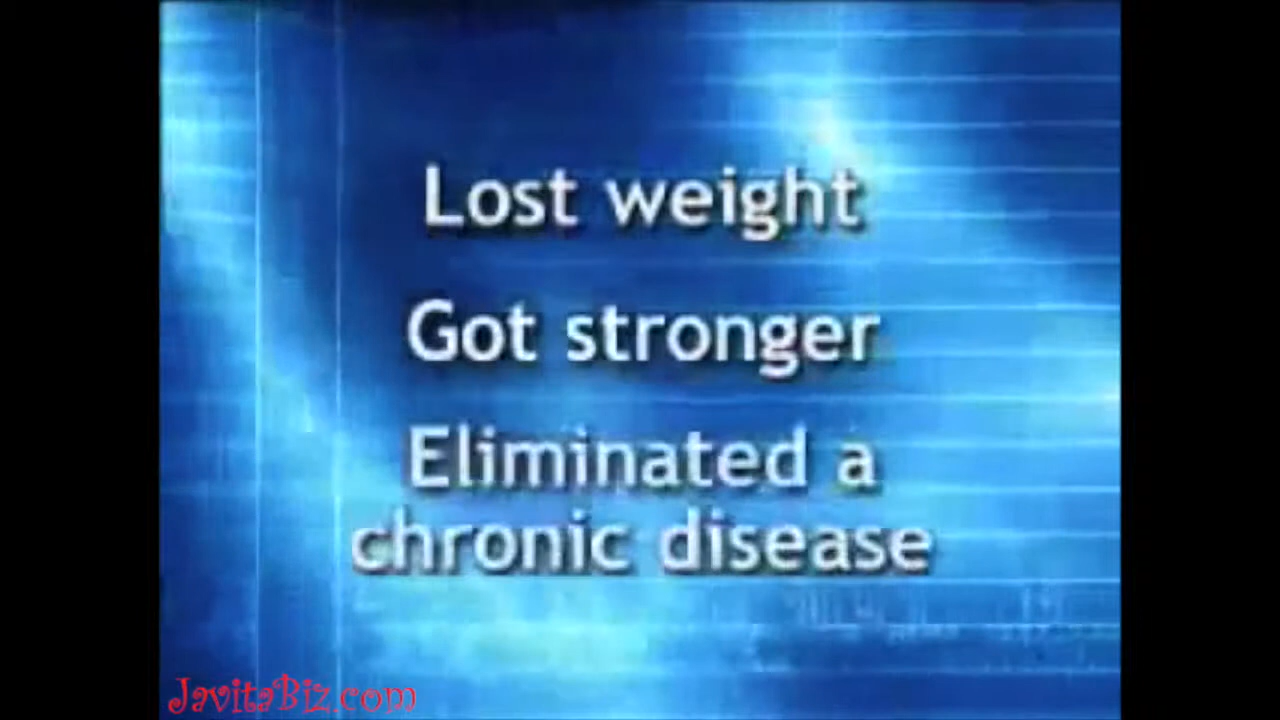 Lost weight
Got stronger
Eliminated a
chronic disease
JavitaBiz.com